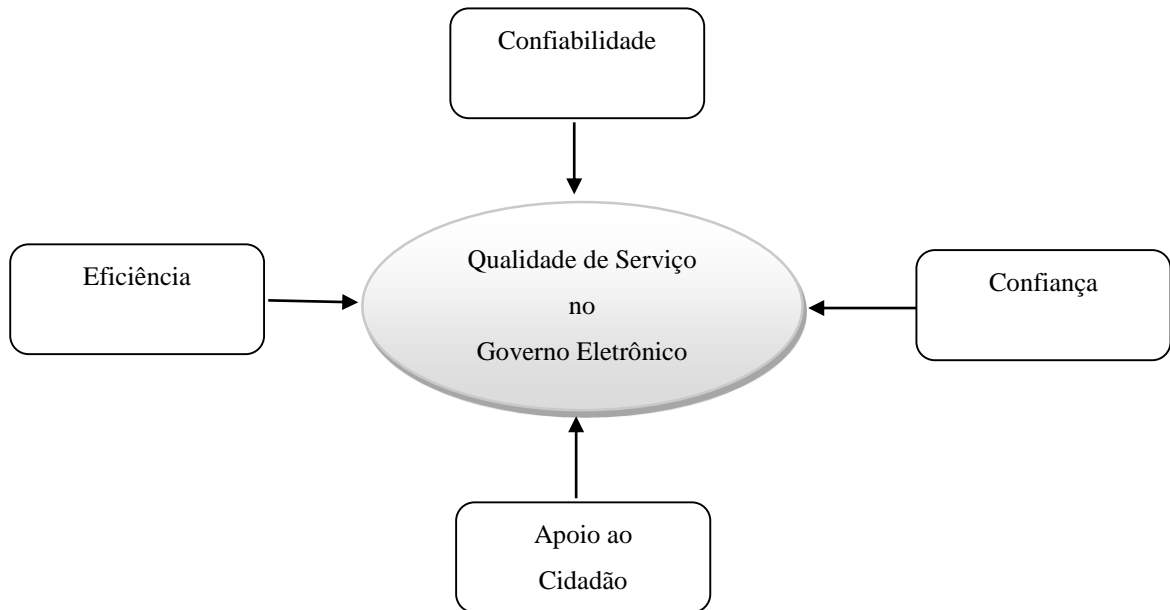 Confiabilidade
Eficiência
Qualidade de Serviço
no
Governo Eletrônico
Confiança
Apoio ao
Cidadão